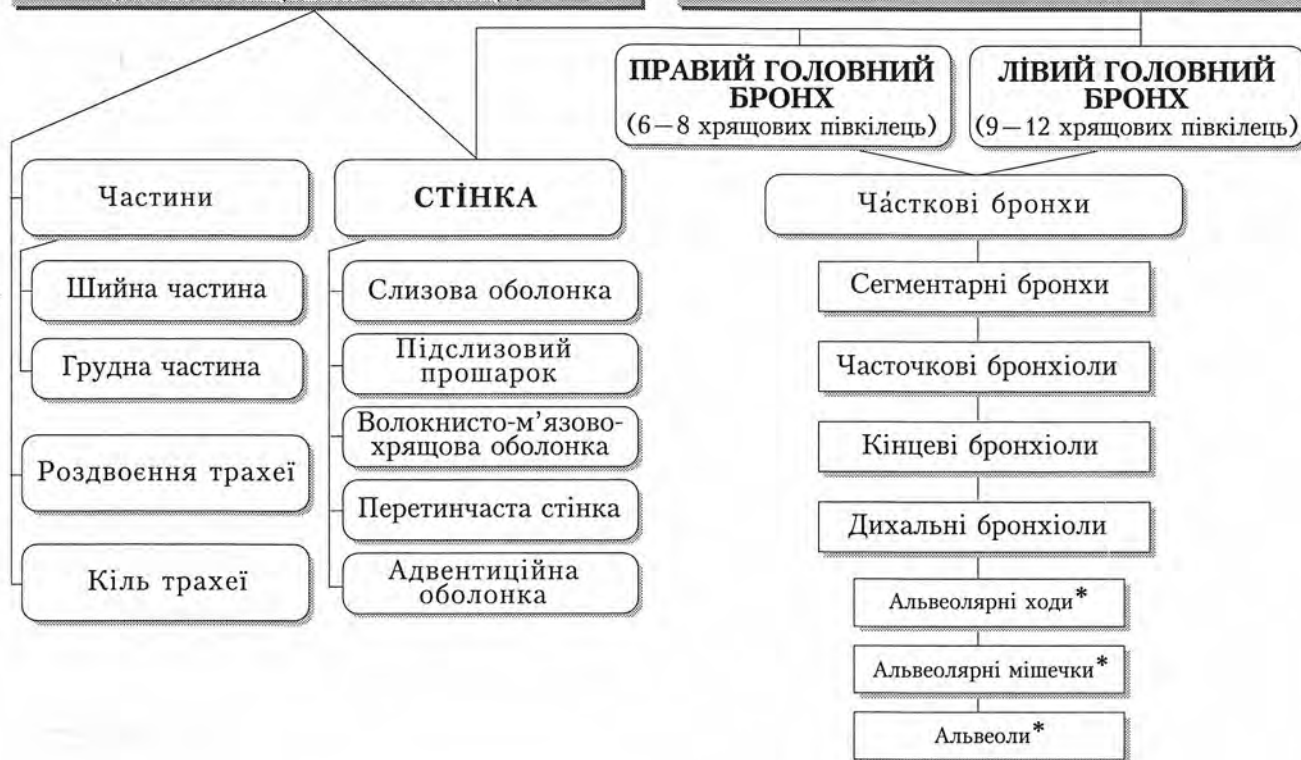 ПРАВИЙ ГОЛОВНИЙ
БРОНХ
(6—8 хрящових півкілець)
ЛІВИЙ ГОЛОВНИЙ
БРОНХ
(9—12 хрящових півкілець)
Частини
Шийна частина
Грудна частина
Роздвоєння трахеї
Кіль трахеї
СТІНКА
Слизова оболонка
Підслизовий
прошарок
Волокнисто-м’язово-
хрящова оболонка
Перетинчаста стінка
Адвентиційна
оболонка
Ча́сткові бронхи
Сегментарні бронхи
Часточкові бронхіоли
Кінцеві бронхіоли
Дихальні бронхіоли
Альвеолярні ходи*
Альвеолярні мішечки*
Альвеоли*